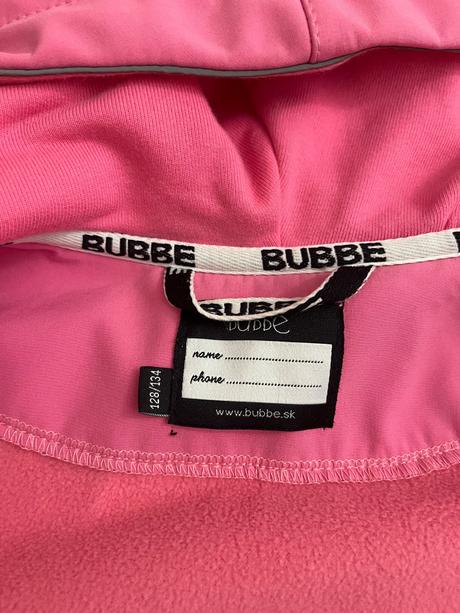 BUBBE BUBBE
BUBBE
bubbe
name ........................
phone ........................
128/134
www.bubbe.sk